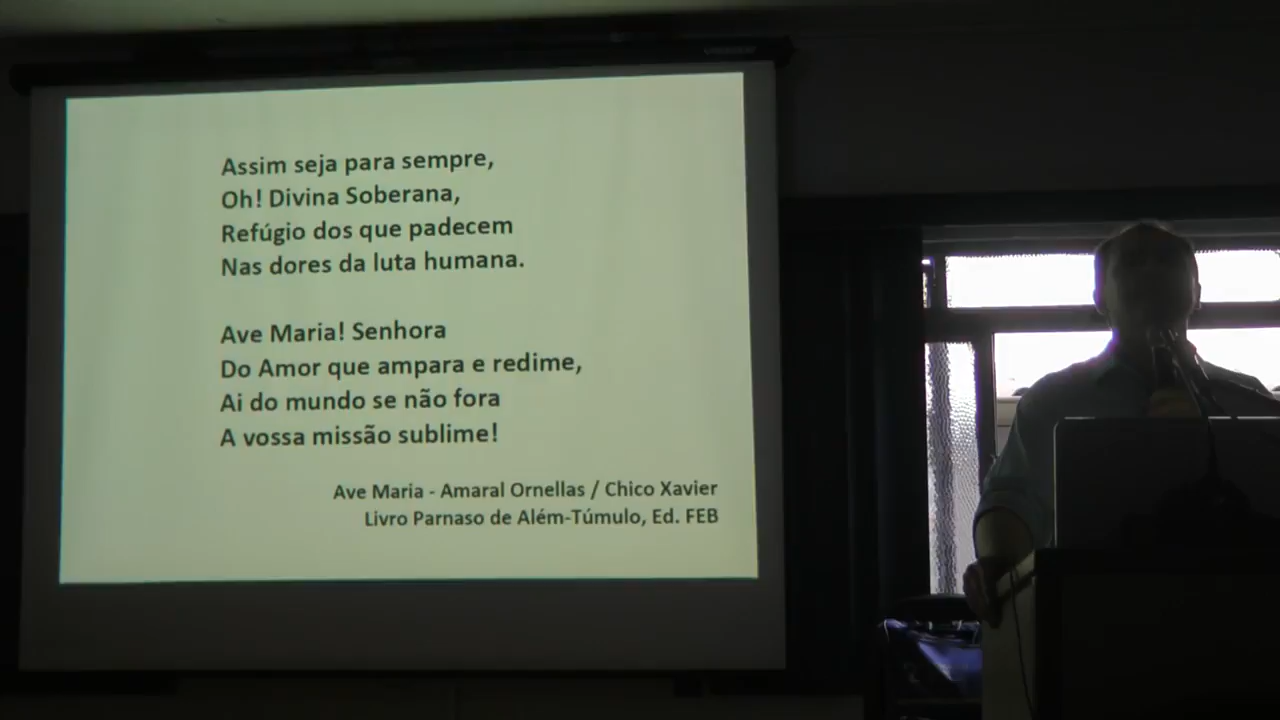 Assim seja para sempre,
Oh! Divina Soberana,
Refúgio dos que padecem
Nas dores da luta humana.
Ave Maria! Senhora
Do Amor que ampara e redime,
Ai do mundo se não fora
A vossa missão sublime!
Ave Maria - Amaral Ornellas / Chico Xavier
Livro Parnaso de Além-Túmulo, Ed. FEB